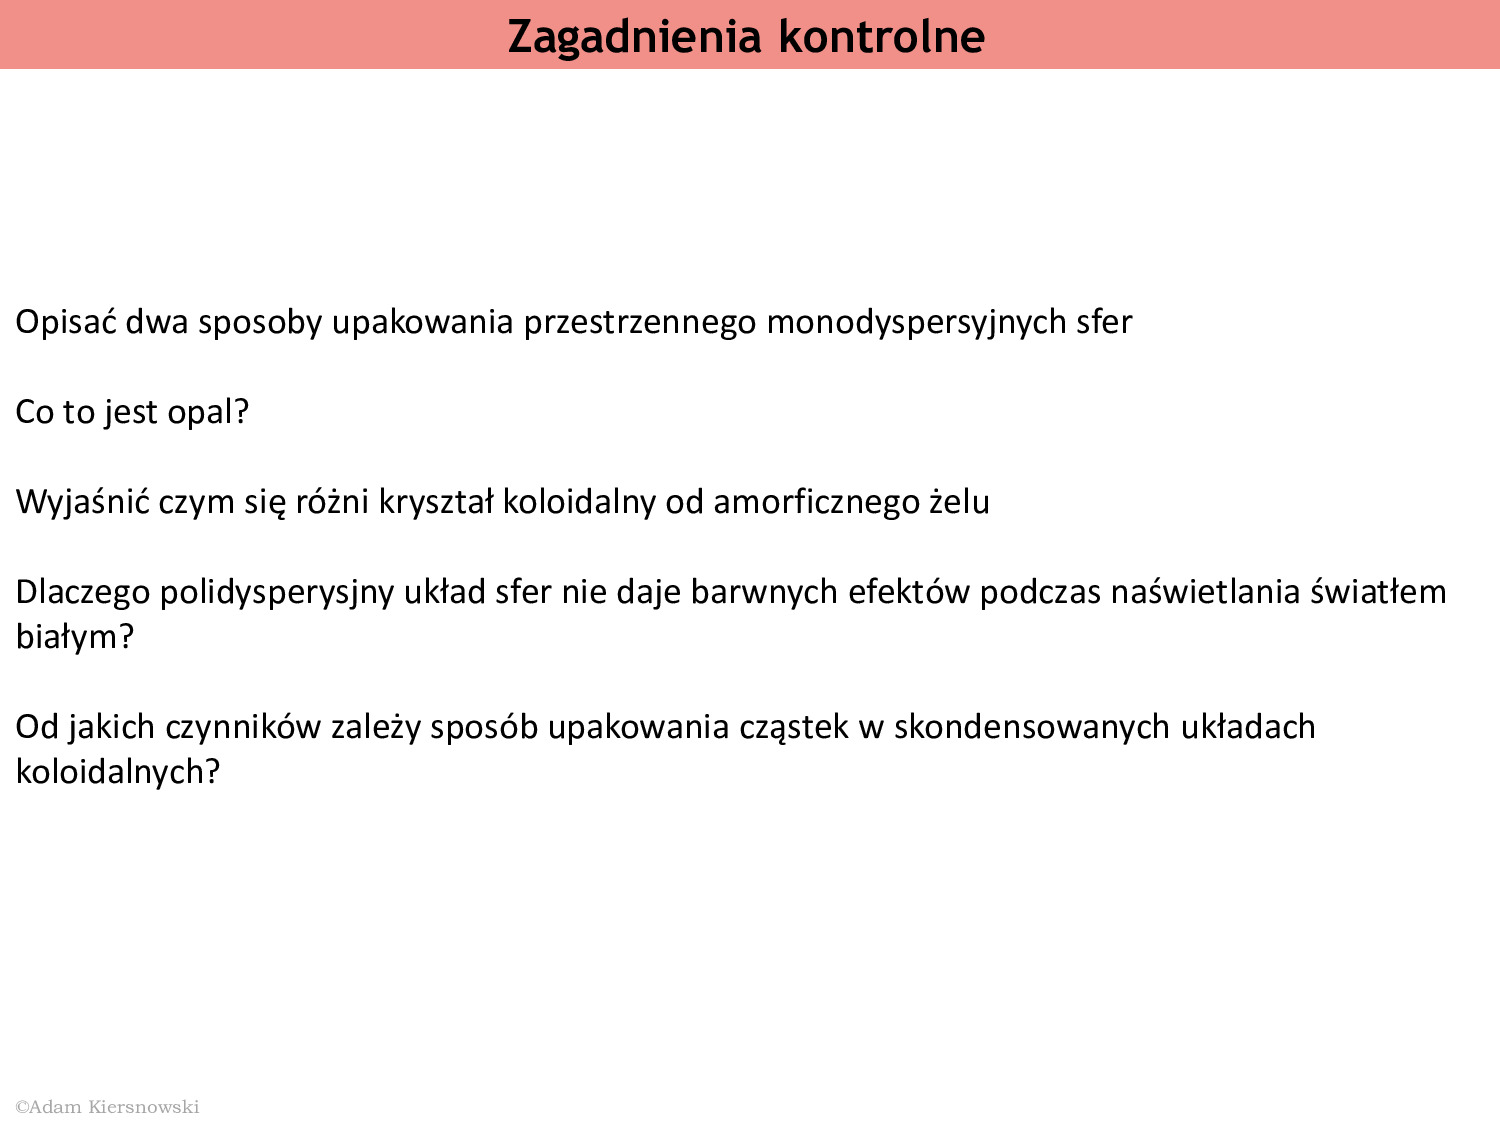 Zagadnienia kontrolne
Opisać dwa sposoby upakowania przestrzennego monodyspersyjnych sfer
Co to jest opal?
Wyjaśnić czym się różni kryształ koloidalny od amorficznego żelu
Dlaczego polidysperysjny układ sfer nie daje barwnych efektów podczas naświetlania światłem
białym?
Od jakich czynników zależy sposób upakowania cząstek w skondensowanych układach
koloidalnych?
©Adam Kiersnowski